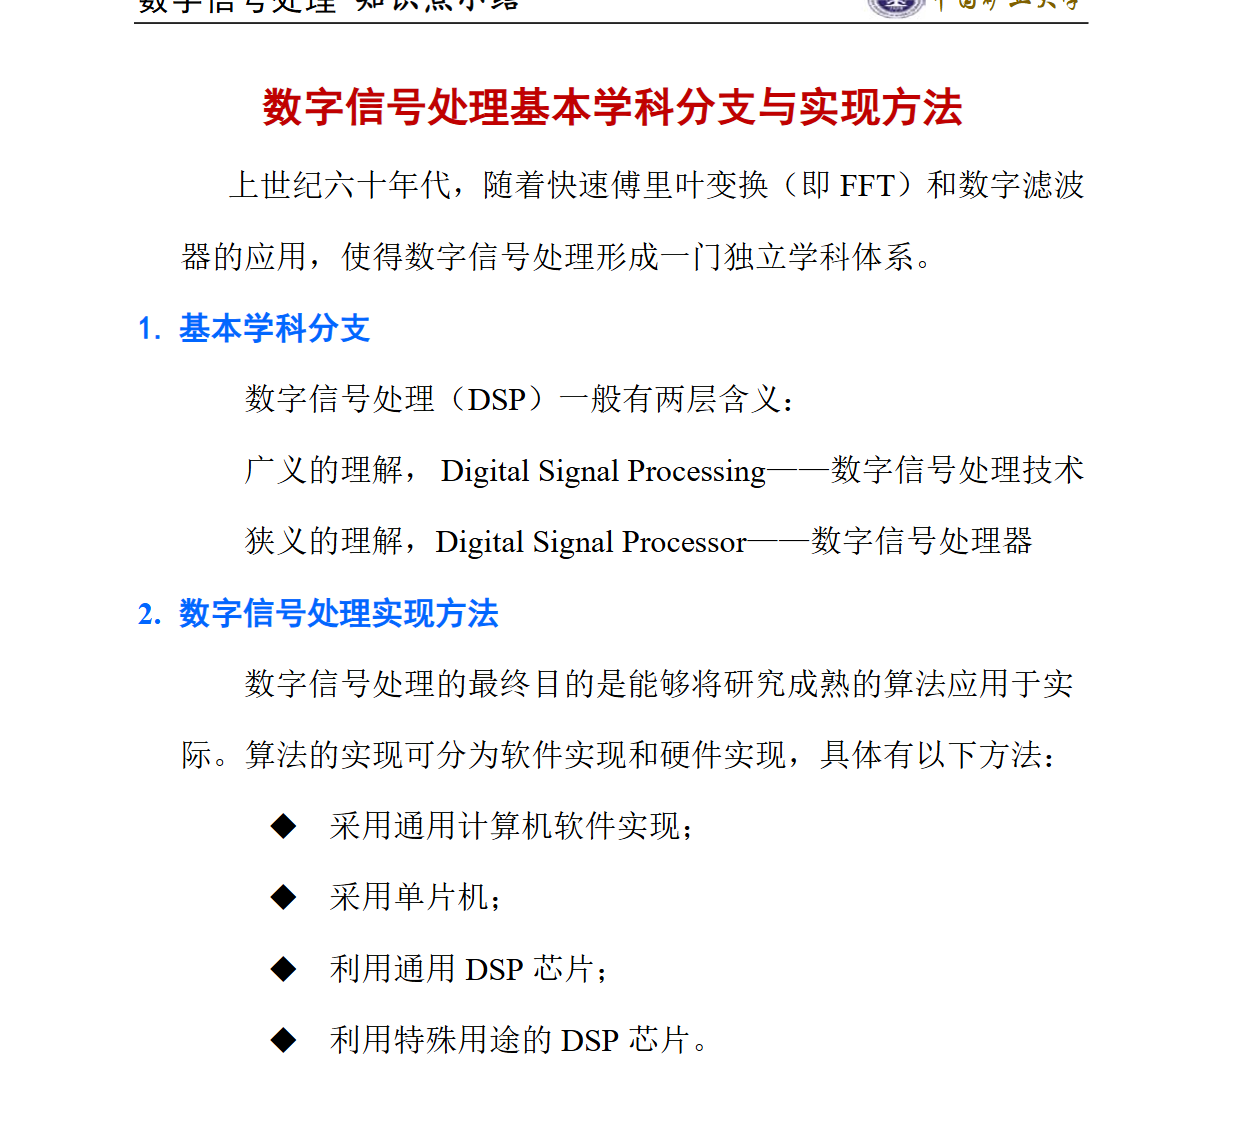 数字信号处理 知识点小结
中国矿业大学
数字信号处理基本学科分支与实现方法
上世纪六十年代，随着快速傅里叶变换（即 FFT）和数字滤波
器的应用，使得数字信号处理形成一门独立学科体系。
1. 基本学科分支
数字信号处理（DSP）一般有两层含义：
广义的理解， Digital Signal Processing——数字信号处理技术
狭义的理解，Digital Signal Processor——数字信号处理器
2. 数字信号处理实现方法
数字信号处理的最终目的是能够将研究成熟的算法应用于实
际。算法的实现可分为软件实现和硬件实现，具体有以下方法：
◆ 采用通用计算机软件实现；
◆ 采用单片机；
◆ 利用通用 DSP 芯片；
◆ 利用特殊用途的 DSP 芯片。